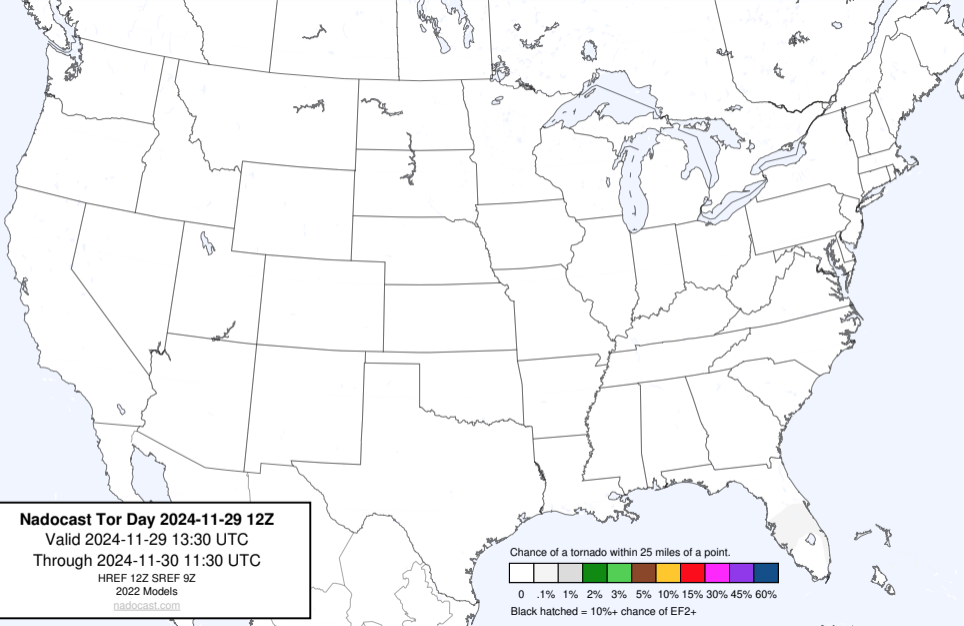 Nadocast Tor Day 2024-11-29 12Z
Valid 2024-11-29 13:30 UTC
Through 2024-11-30 11:30 UTC
HREF 12Z SREF 9Z
2022 Models
nadocast.com
Chance of a tornado within 25 miles of a point.
0 .1% 1% 2% 3% 5% 10% 15% 30% 45% 60%
Black hatched = 10%+ chance of EF2+